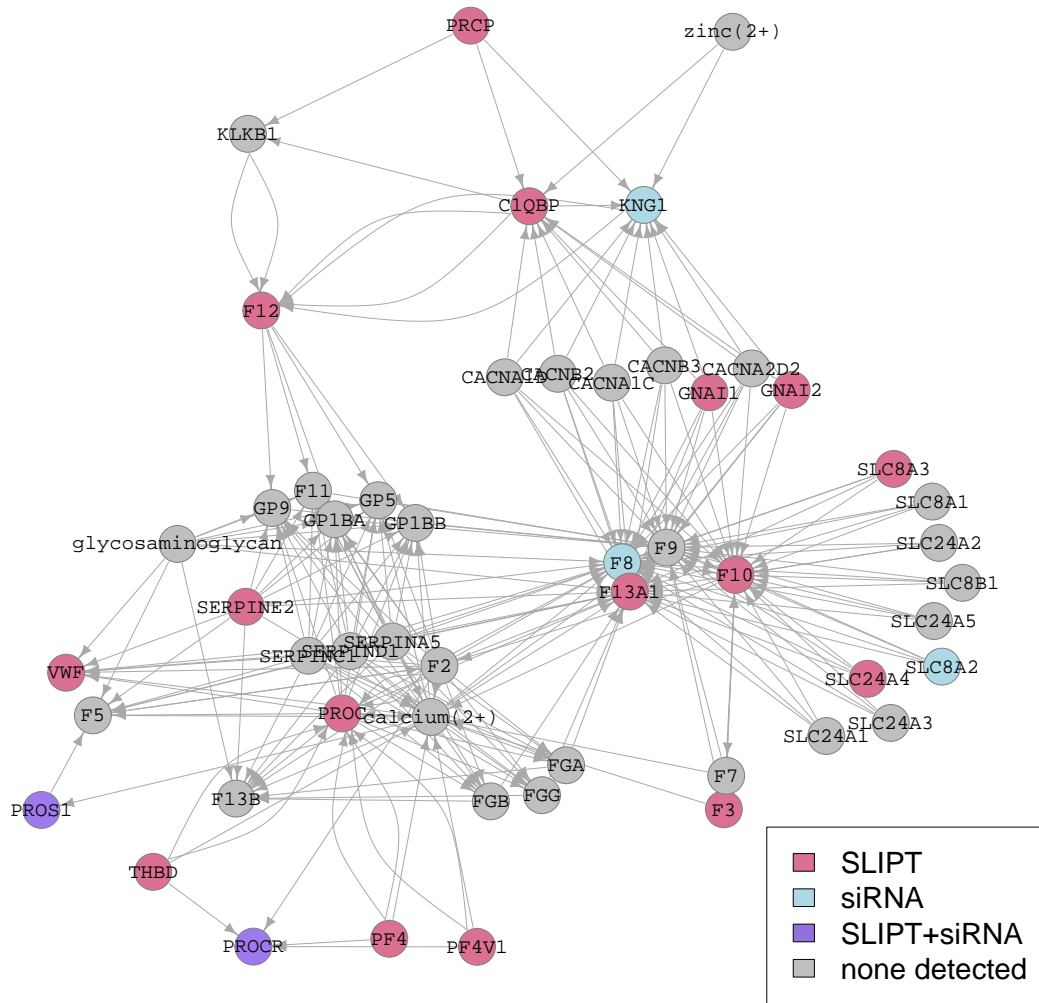 PRCP
zinc(2+)
KLKB1
C1QBP
KNG1
F12
CACNA1D
CACNB2
CACNA1C
CACNB3
CACNA2D2
GNAI1
GNAI2
SLC8A3
SLC8A1
GP9
F11
GP5
GP1BA
GP1BB
glycosaminoglycan
SLC24A2
F8
F9
F10
SLC8B1
F13A1
SERPINE2
SLC24A5
SERPINC1
SERPIND1
SERPINA5
F2
VWF
SLC8A2
SLC24A4
F5
PROC
calcium(2+)
SLC24A1
SLC24A3
FGA
F7
F13B
FGB
FGG
PROS1
F3
THBD
PROCR
PF4
PF4V1
SLIPT
siRNA
SLIPT+siRNA
none detected